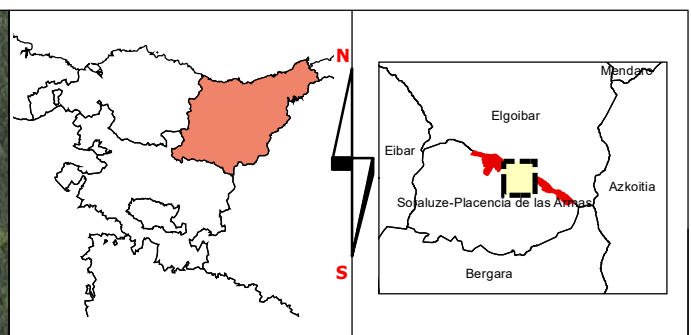 N
Mendaro
Elgoibar
Eibar
Azkoitia
Soraluze-Placencia de las Armas
Bergara
S